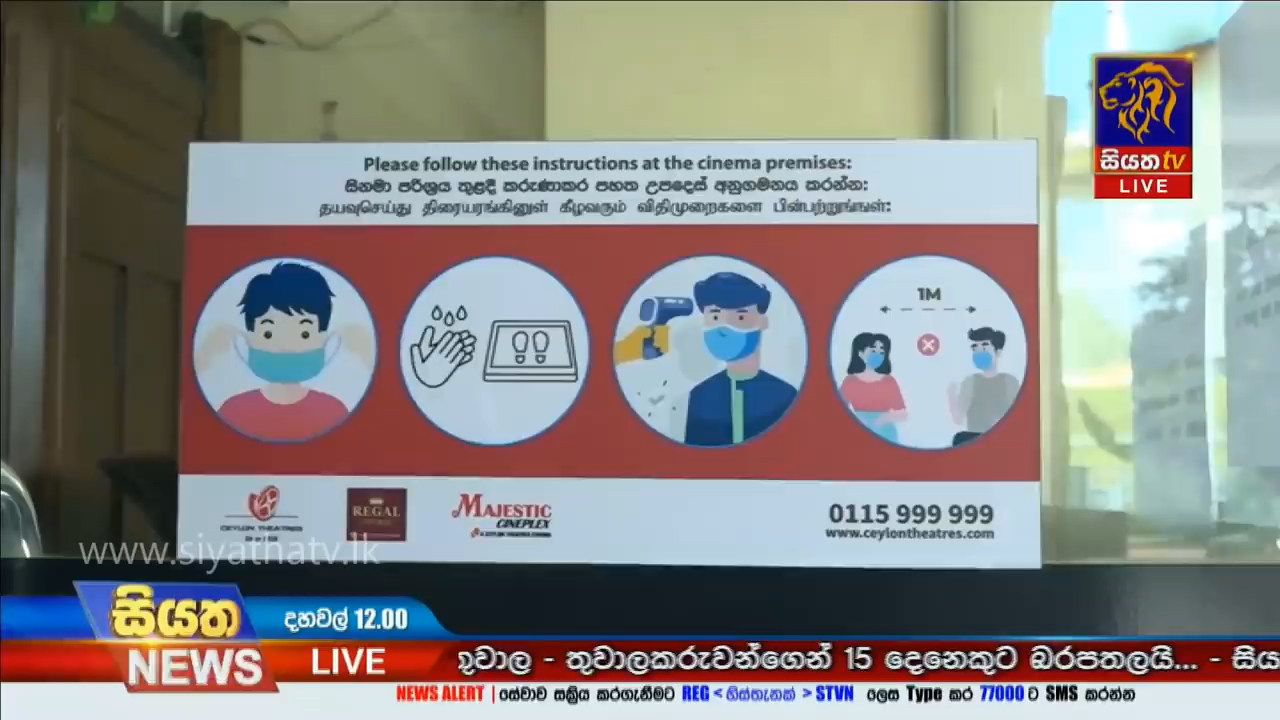 සියත tv
LIVE
Please follow these instructions at the cinema premises:
සිනමා පරිශ්‍රය තුළදී කරුණාකර පහත උපදෙස් අනුගමනය කරන්න:
தயவுசெய்து திரையரங்கினுள் கீழ்வரும் விதிமுறைகளை பின்பற்றுங்கள்:
1M
CEYLON THEATRES
REGAL
MAJESTIC
CINEPLEX
A CEYLON THEATRES CINEMA
0115 999 999
www.ceylontheatres.com
www.siyathatv.lk
සියත
NEWS
දහවල් 12.00
LIVE
තුවාල - තුවාලකරුවන්ගෙන් 15 දෙනෙකුට බරපතලයි... - සිය
NEWS ALERT | සේවාව සක්‍රිය කරගැනීමට REG < හිස්තැනක් > STVN ලෙස Type කර 77000 ට SMS කරන්න